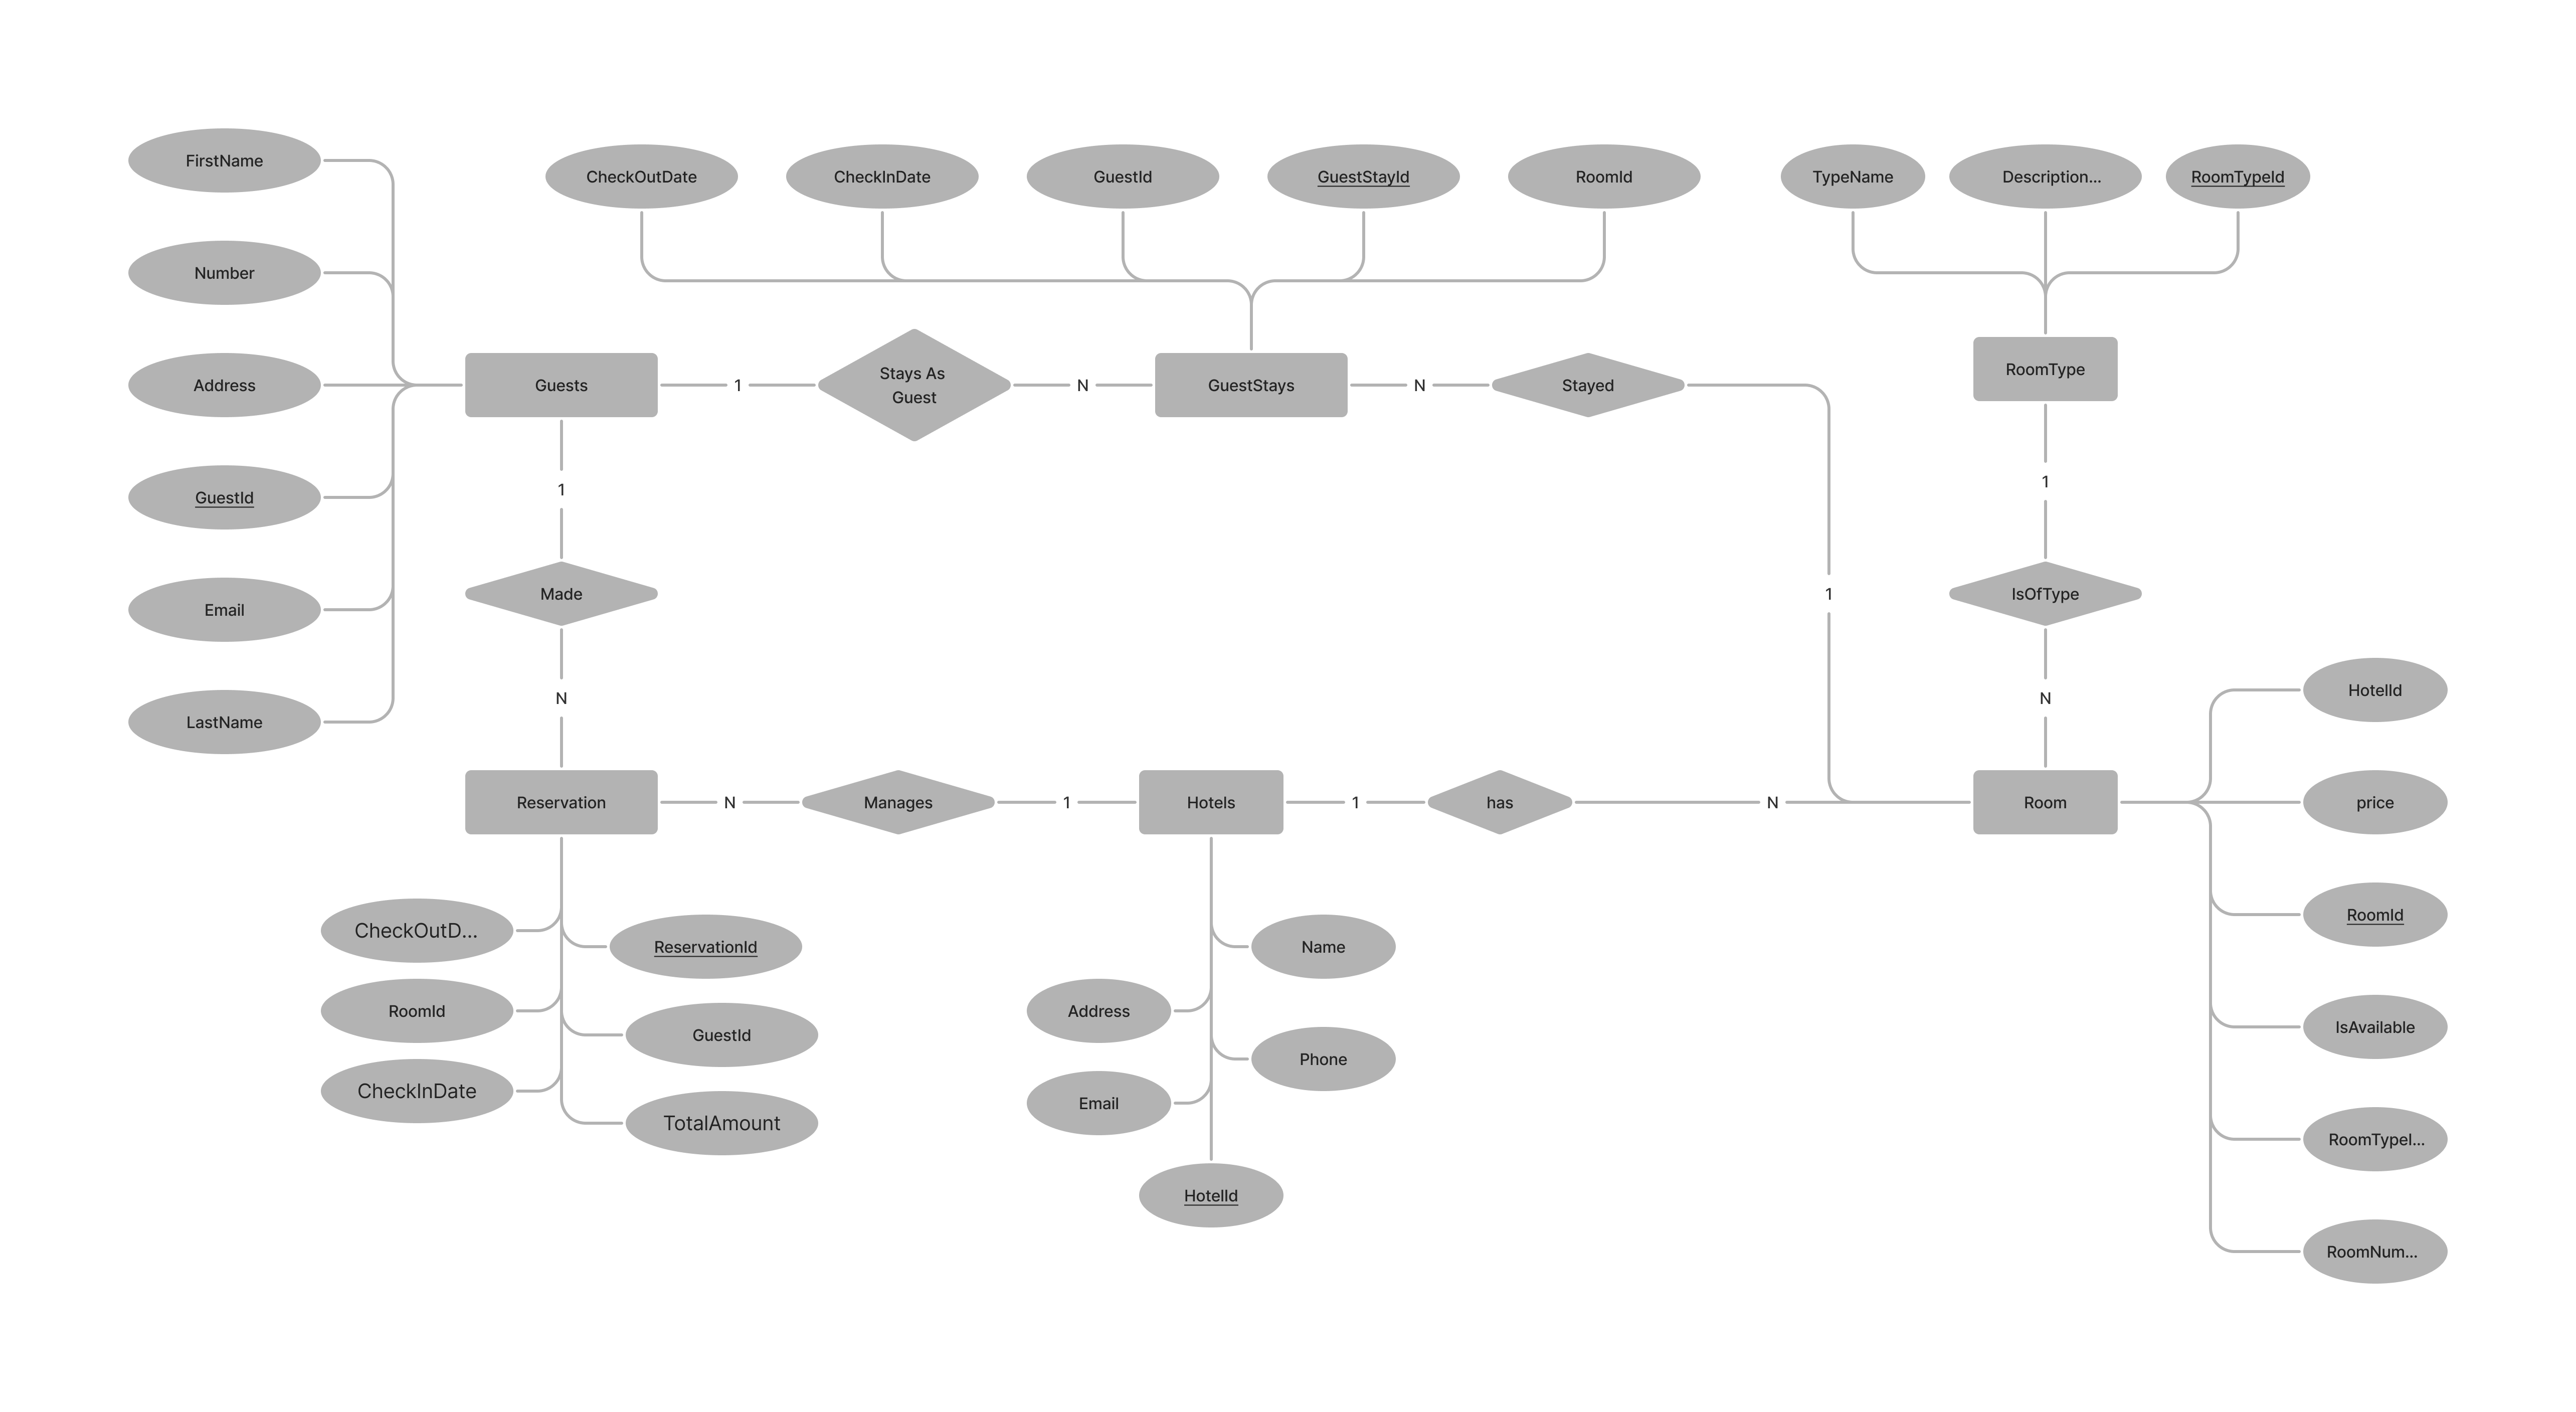 FirstName
Number
Address
GuestId
Email
LastName
CheckOutDate
CheckInDate
GuestId
GuestStayId
RoomId
TypeName
Description...
RoomTypeId
Guests
1
Stays As
Guest
N
GuestStays
N
Stayed
1
RoomType
1
IsOfType
N
1
Made
N
Reservation
N
Manages
1
Hotels
1
has
N
Room
HotelId
price
RoomId
IsAvailable
RoomTypeI...
RoomNum...
CheckOutD...
RoomId
CheckInDate
ReservationId
GuestId
TotalAmount
Name
Address
Phone
Email
HotelId